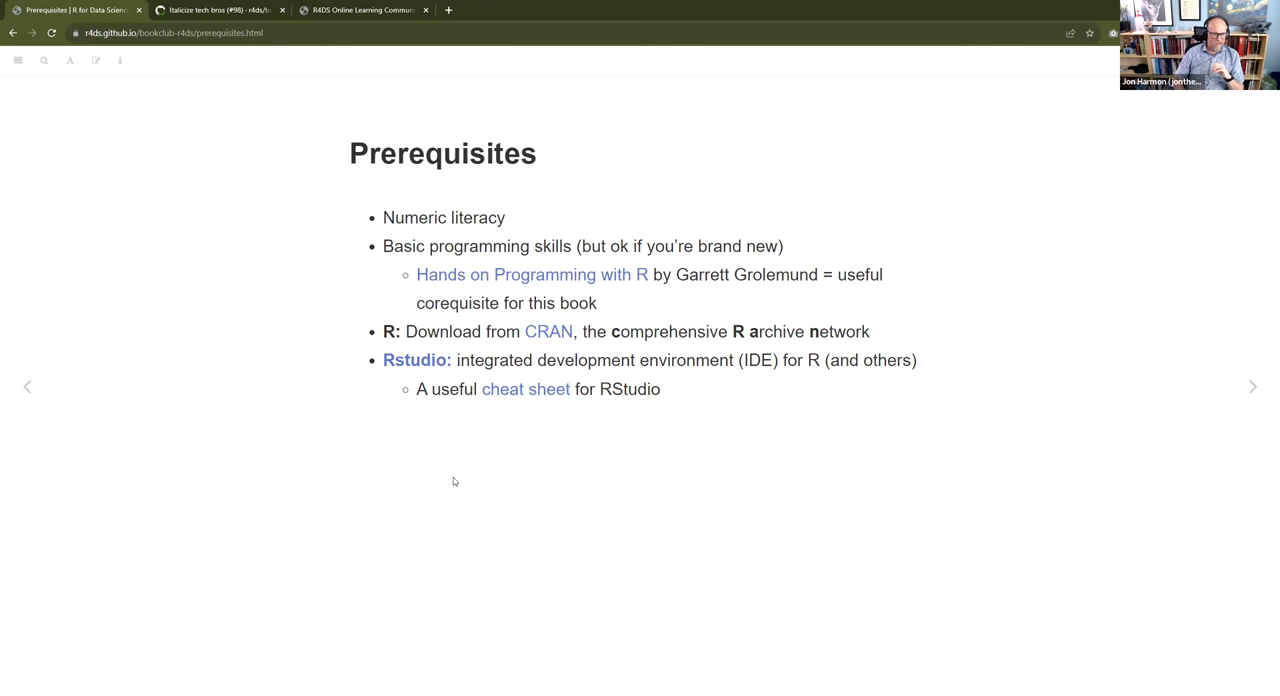 Prerequisites | R for Data Scienc
Italicize tech bros (#98) · r4ds/bo
R4DS Online Learning Commun
r4ds.github.io/bookclub-r4ds/prerequisites.html
Jon Harmon (jonthe...
Prerequisites
• Numeric literacy
• Basic programming skills (but ok if you're brand new)
○ Hands on Programming with R by Garrett Grolemund = useful
corequisite for this book
• R: Download from CRAN, the comprehensive R archive network
• Rstudio: integrated development environment (IDE) for R (and others)
○ A useful cheat sheet for RStudio